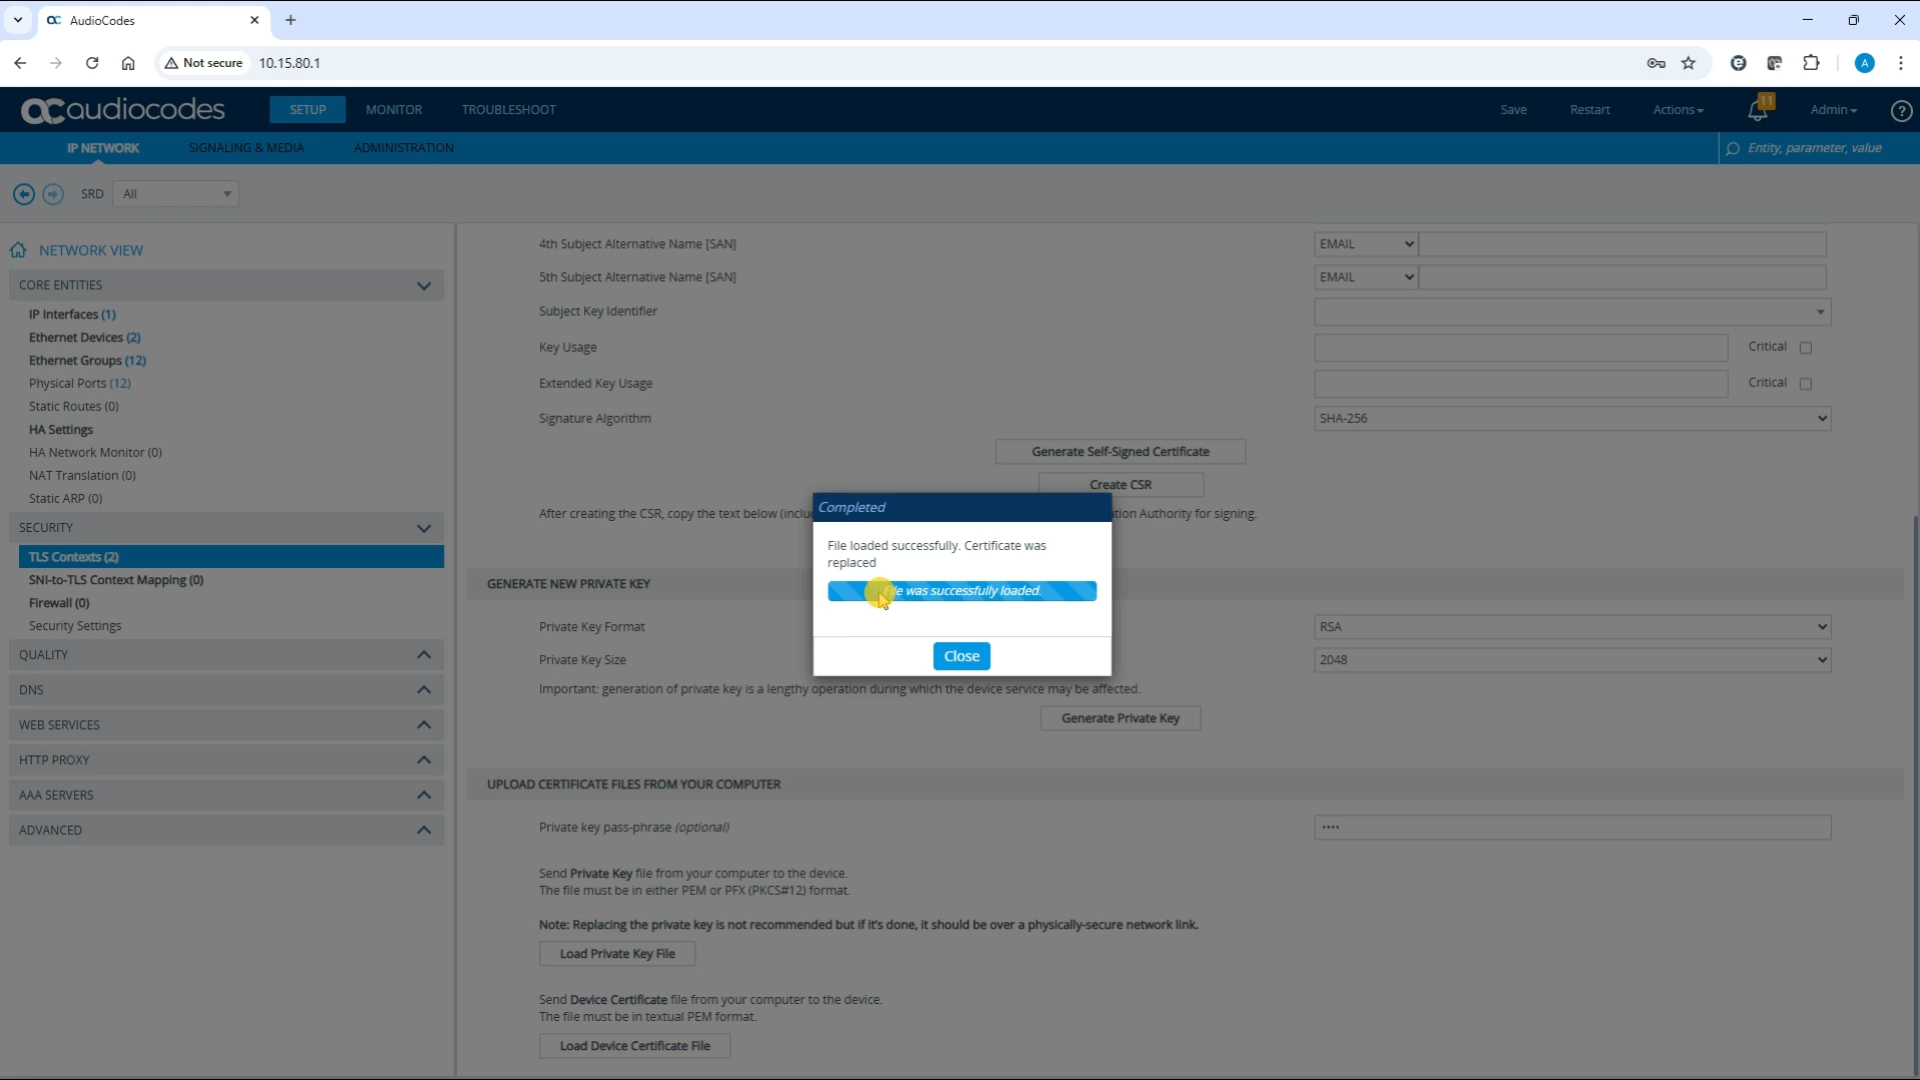 AudioCodes
Not secure
10.15.80.1
A
audiocodes
SETUP
MONITOR
TROUBLESHOOT
Save
Restart
Actions
11
Admin
?
IP NETWORK
SIGNALING & MEDIA
ADMINISTRATION
Entity, parameter, value
SRD
All
NETWORK VIEW
CORE ENTITIES
IP Interfaces (1)
Ethernet Devices (2)
Ethernet Groups (12)
Physical Ports (12)
Static Routes (0)
HA Settings
HA Network Monitor (0)
NAT Translation (0)
Static ARP (0)
SECURITY
TLS Contexts (2)
SNI-to-TLS Context Mapping (0)
Firewall (0)
Security Settings
QUALITY
DNS
WEB SERVICES
HTTP PROXY
AAA SERVERS
ADVANCED
4th Subject Alternative Name [SAN]
EMAIL
5th Subject Alternative Name [SAN]
EMAIL
Subject Key Identifier
Key Usage
Critical
Extended Key Usage
Critical
Signature Algorithm
SHA-256
Generate Self-Signed Certificate
Create CSR
After creating the CSR, copy the text below (inclu
tion Authority for signing.
Completed
File loaded successfully. Certificate was
replaced
File was successfully loaded.
Close
GENERATE NEW PRIVATE KEY
Private Key Format
RSA
Private Key Size
2048
Important: generation of private key is a lengthy operation during which the device service may be affected.
Generate Private Key
UPLOAD CERTIFICATE FILES FROM YOUR COMPUTER
Private key pass-phrase (optional)
••••
Send Private Key file from your computer to the device.
The file must be in either PEM or PFX (PKCS#12) format.
Note: Replacing the private key is not recommended but if it's done, it should be over a physically-secure network link.
Load Private Key File
Send Device Certificate file from your computer to the device.
The file must be in textual PEM format.
Load Device Certificate File